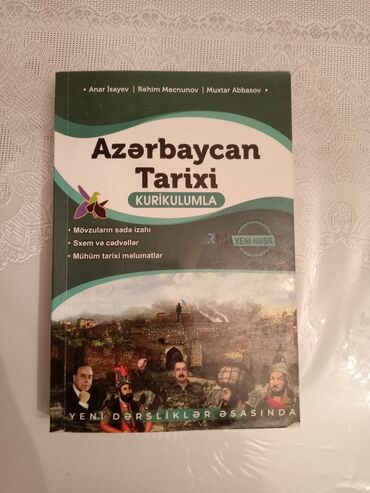 • Anar İsayev | Rəhim Məcnunov | Muxtar Abbasov •
Azərbaycan
Tarixi
KURİKULUMLA
• Mövzuların sadə izahı
• Sxem və cədvəllər
• Mühüm tarixi məlumatlar
YENİ NƏŞR
YENİ DƏRSLİKLƏR ƏSASINDA